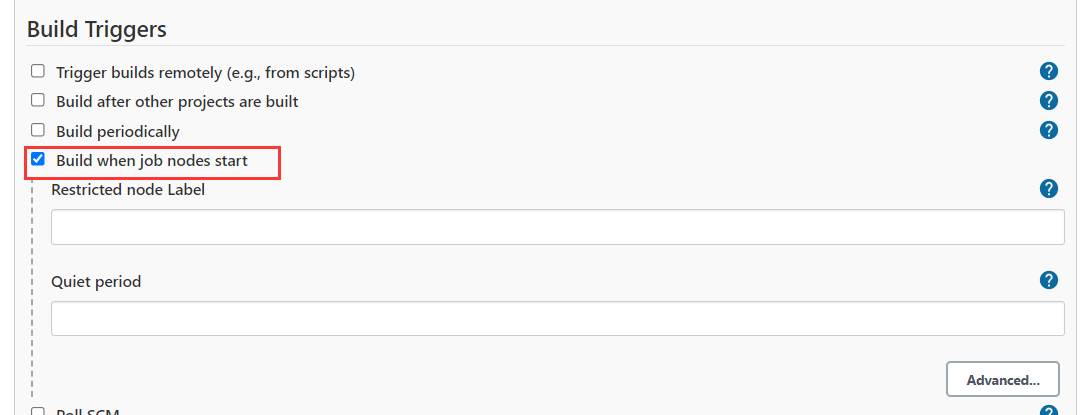 Build Triggers
Trigger builds remotely (e.g., from scripts)
?
Build after other projects are built
?
Build periodically
?
Build when job nodes start
Restricted node Label
?
Quiet period
?
Advanced...
Poll SCM
?